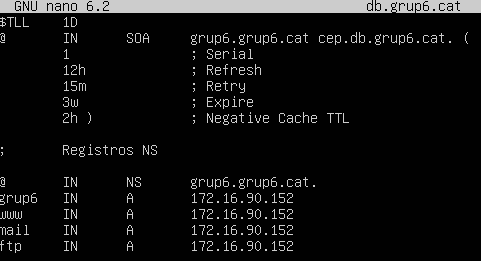 GNU nano 6.2 db.grup6.cat
$TLL 1D
@ IN SOA grup6.grup6.cat cep.db.grup6.cat. (
1 ; Serial
12h ; Refresh
15m ; Retry
3w ; Expire
2h ) ; Negative Cache TTL
; Registros NS
@ IN NS grup6.grup6.cat.
grup6 IN A 172.16.90.152
www IN A 172.16.90.152
mail IN A 172.16.90.152
ftp IN A 172.16.90.152